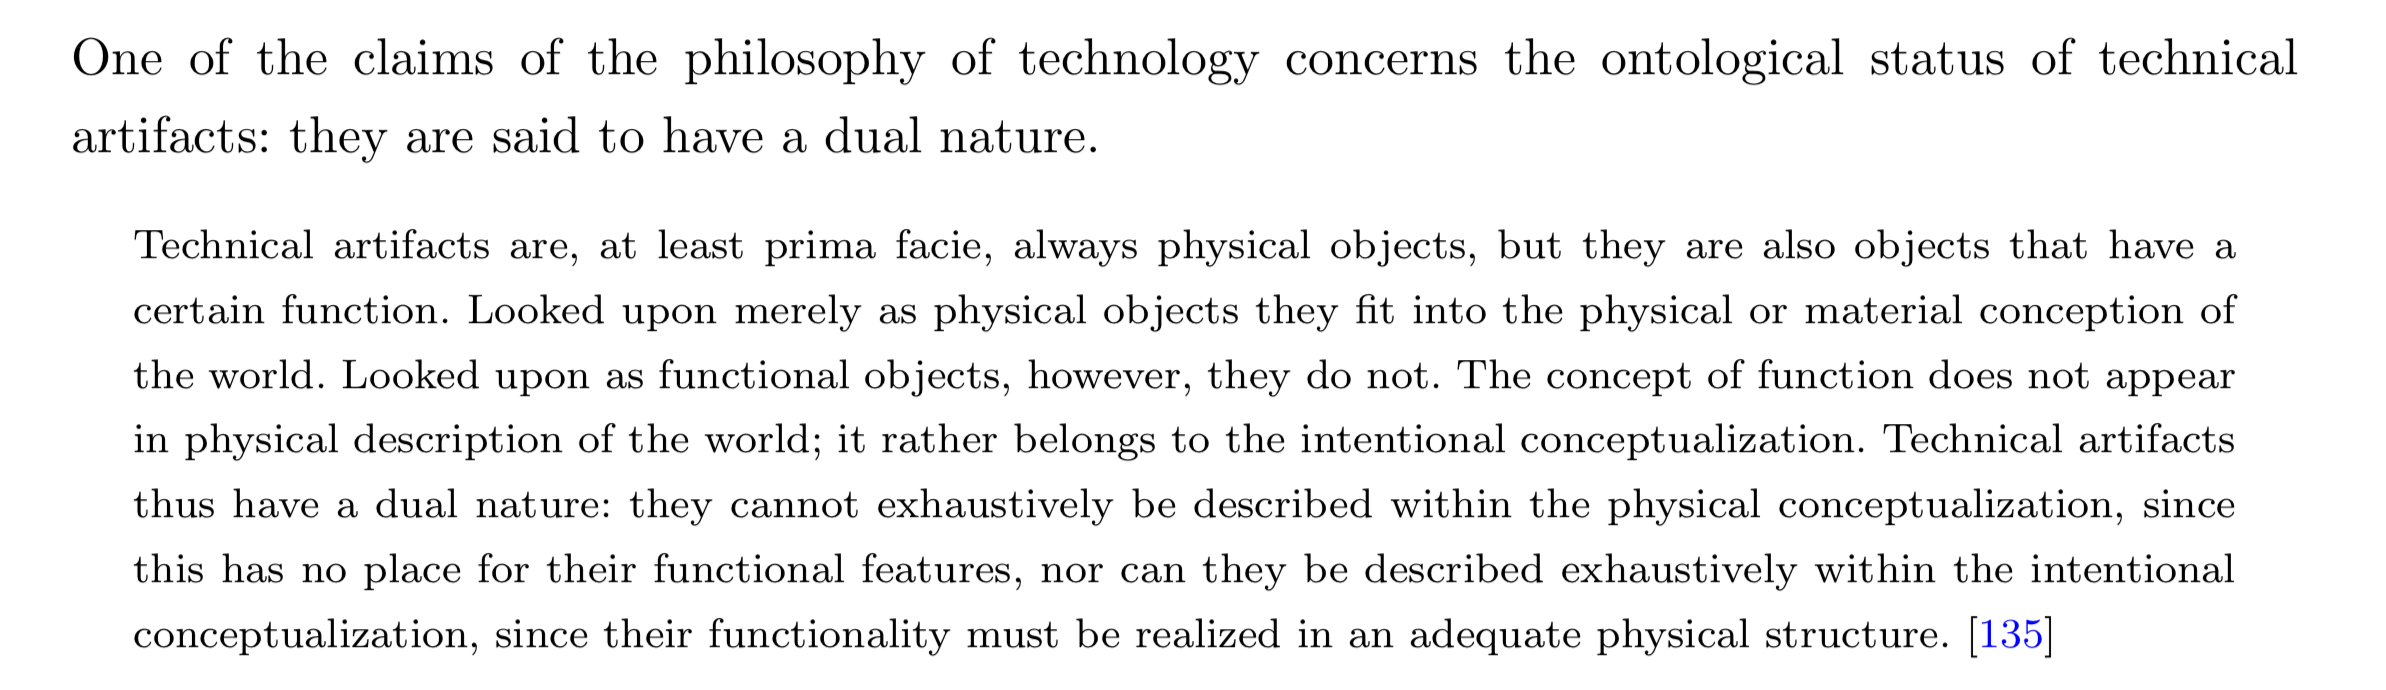 One of the claims of the philosophy of technology concerns the ontological status of technical
artifacts: they are said to have a dual nature.
Technical artifacts are, at least prima facie, always physical objects, but they are also objects that have a
certain function. Looked upon merely as physical objects they fit into the physical or material conception of
the world. Looked upon as functional objects, however, they do not. The concept of function does not appear
in physical description of the world; it rather belongs to the intentional conceptualization. Technical artifacts
thus have a dual nature: they cannot exhaustively be described within the physical conceptualization, since
this has no place for their functional features, nor can they be described exhaustively within the intentional
conceptualization, since their functionality must be realized in an adequate physical structure. [135]